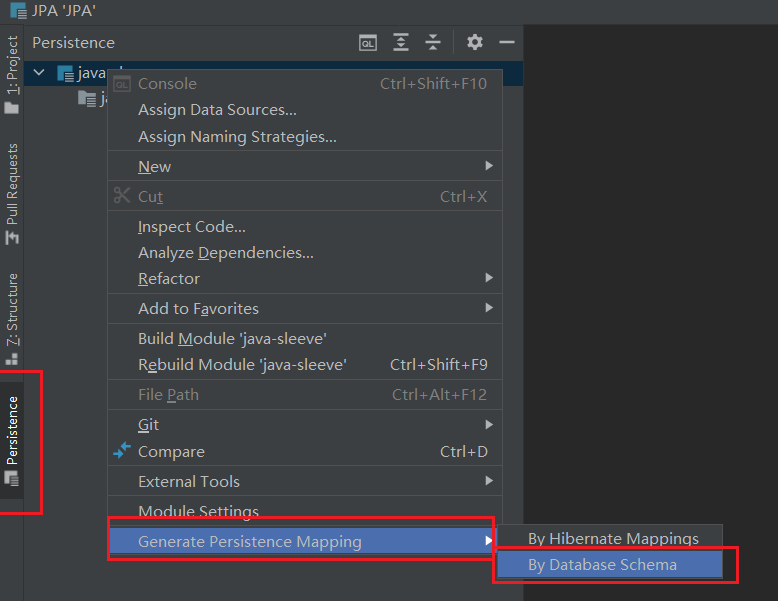 JPA 'JPA'
Persistence
1: Project
Pull Requests
Z: Structure
Persistence
Console Ctrl+Shift+F10
Assign Data Sources...
Assign Naming Strategies...
New
Cut Ctrl+X
Inspect Code...
Analyze Dependencies...
Refactor
Add to Favorites
Build Module 'java-sleeve'
Rebuild Module 'java-sleeve' Ctrl+Shift+F9
File Path Ctrl+Alt+F12
Git
Compare Ctrl+D
External Tools
Module Settings
Generate Persistence Mapping
By Hibernate Mappings
By Database Schema